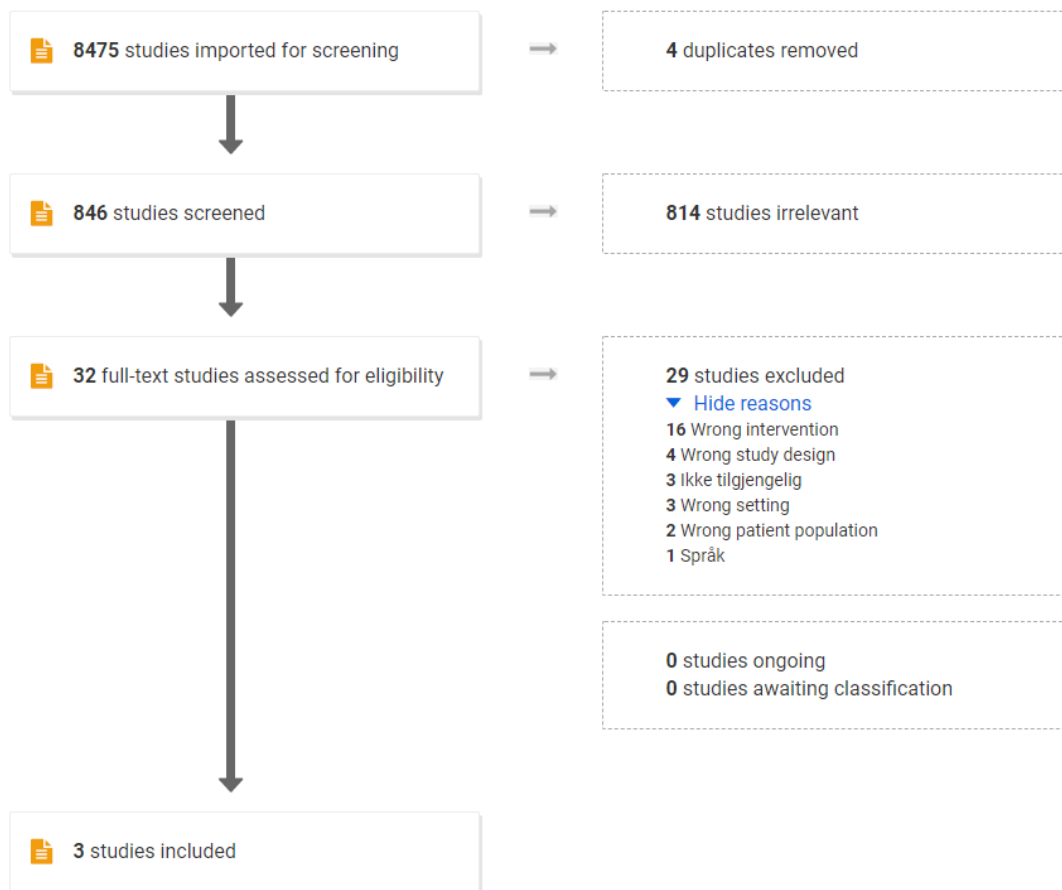 8475 studies imported for screening
4 duplicates removed
846 studies screened
814 studies irrelevant
32 full-text studies assessed for eligibility
29 studies excluded
Hide reasons
16 Wrong intervention
4 Wrong study design
3 Ikke tilgjengelig
3 Wrong setting
2 Wrong patient population
1 Språk
0 studies ongoing
0 studies awaiting classification
3 studies included